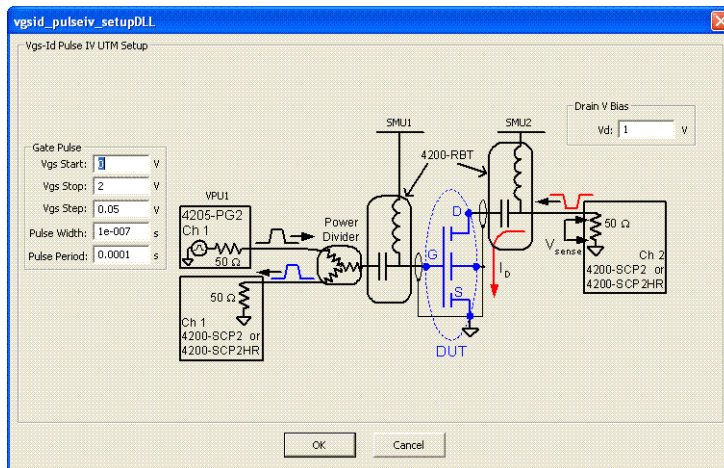 vgsid_pulseiv_setupDLL
Vgs-Id Pulse IV UTM Setup
Drain V Bias
Vd: 1 V
Gate Pulse
Vgs Start: 0 V
Vgs Stop: 2 V
Vgs Step: 0.05 V
Pulse Width: 1e-007 s
Pulse Period: 0.0001 s
SMU1
SMU2
4200-RBT
VPU1
4205-PG2
Ch 1
50 Ω
Power
Divider
50 Ω
Ch 1
4200-SCP2 or
4200-SCP2HR
D
G
S
I_D
DUT
50 Ω
V_sense
Ch 2
4200-SCP2 or
4200-SCP2HR
OK
Cancel